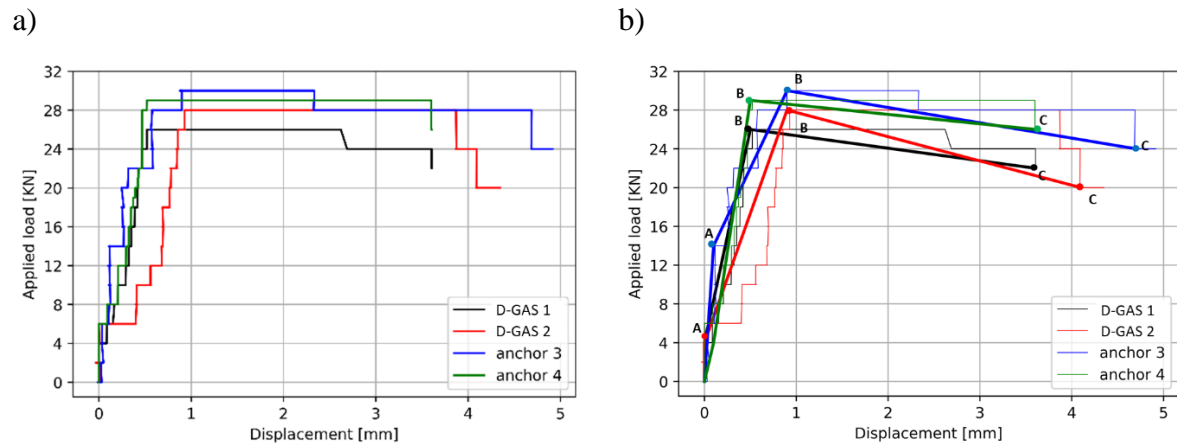 a)
b)
Applied load [KN]
32
28
24
20
16
12
8
4
0
0 1 2 3 4 5
Displacement [mm]
D-GAS 1
D-GAS 2
anchor 3
anchor 4
Applied load [KN]
32
28
24
20
16
12
8
4
0
0 1 2 3 4 5
Displacement [mm]
B
B
B
A
A
C
C
C
C
D-GAS 1
D-GAS 2
anchor 3
anchor 4